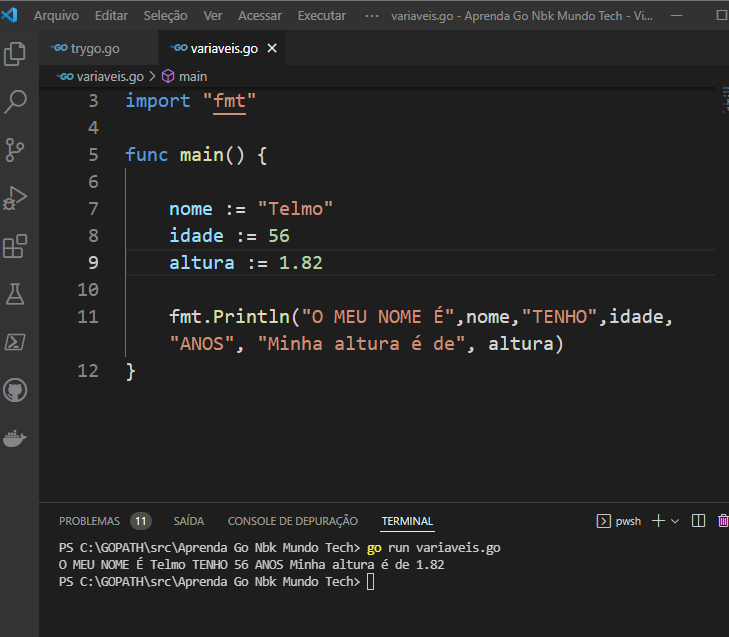 Arquivo Editar Seleção Ver Acessar Executar ... variaveis.go - Aprenda Go Nbk Mundo Tech - Vi...
GO trygo.go GO variaveis.go
GO variaveis.go > main
3 import "fmt"
4
5 func main() {
6
7 nome := "Telmo"
8 idade := 56
9 altura := 1.82
10
11 fmt.Println("O MEU NOME É",nome,"TENHO",idade,
"ANOS", "Minha altura é de", altura)
12 }
PROBLEMAS 11 SAÍDA CONSOLE DE DEPURAÇÃO TERMINAL pwsh
PS C:\GOPATH\src\Aprenda Go Nbk Mundo Tech> go run variaveis.go
O MEU NOME É Telmo TENHO 56 ANOS Minha altura é de 1.82
PS C:\GOPATH\src\Aprenda Go Nbk Mundo Tech>